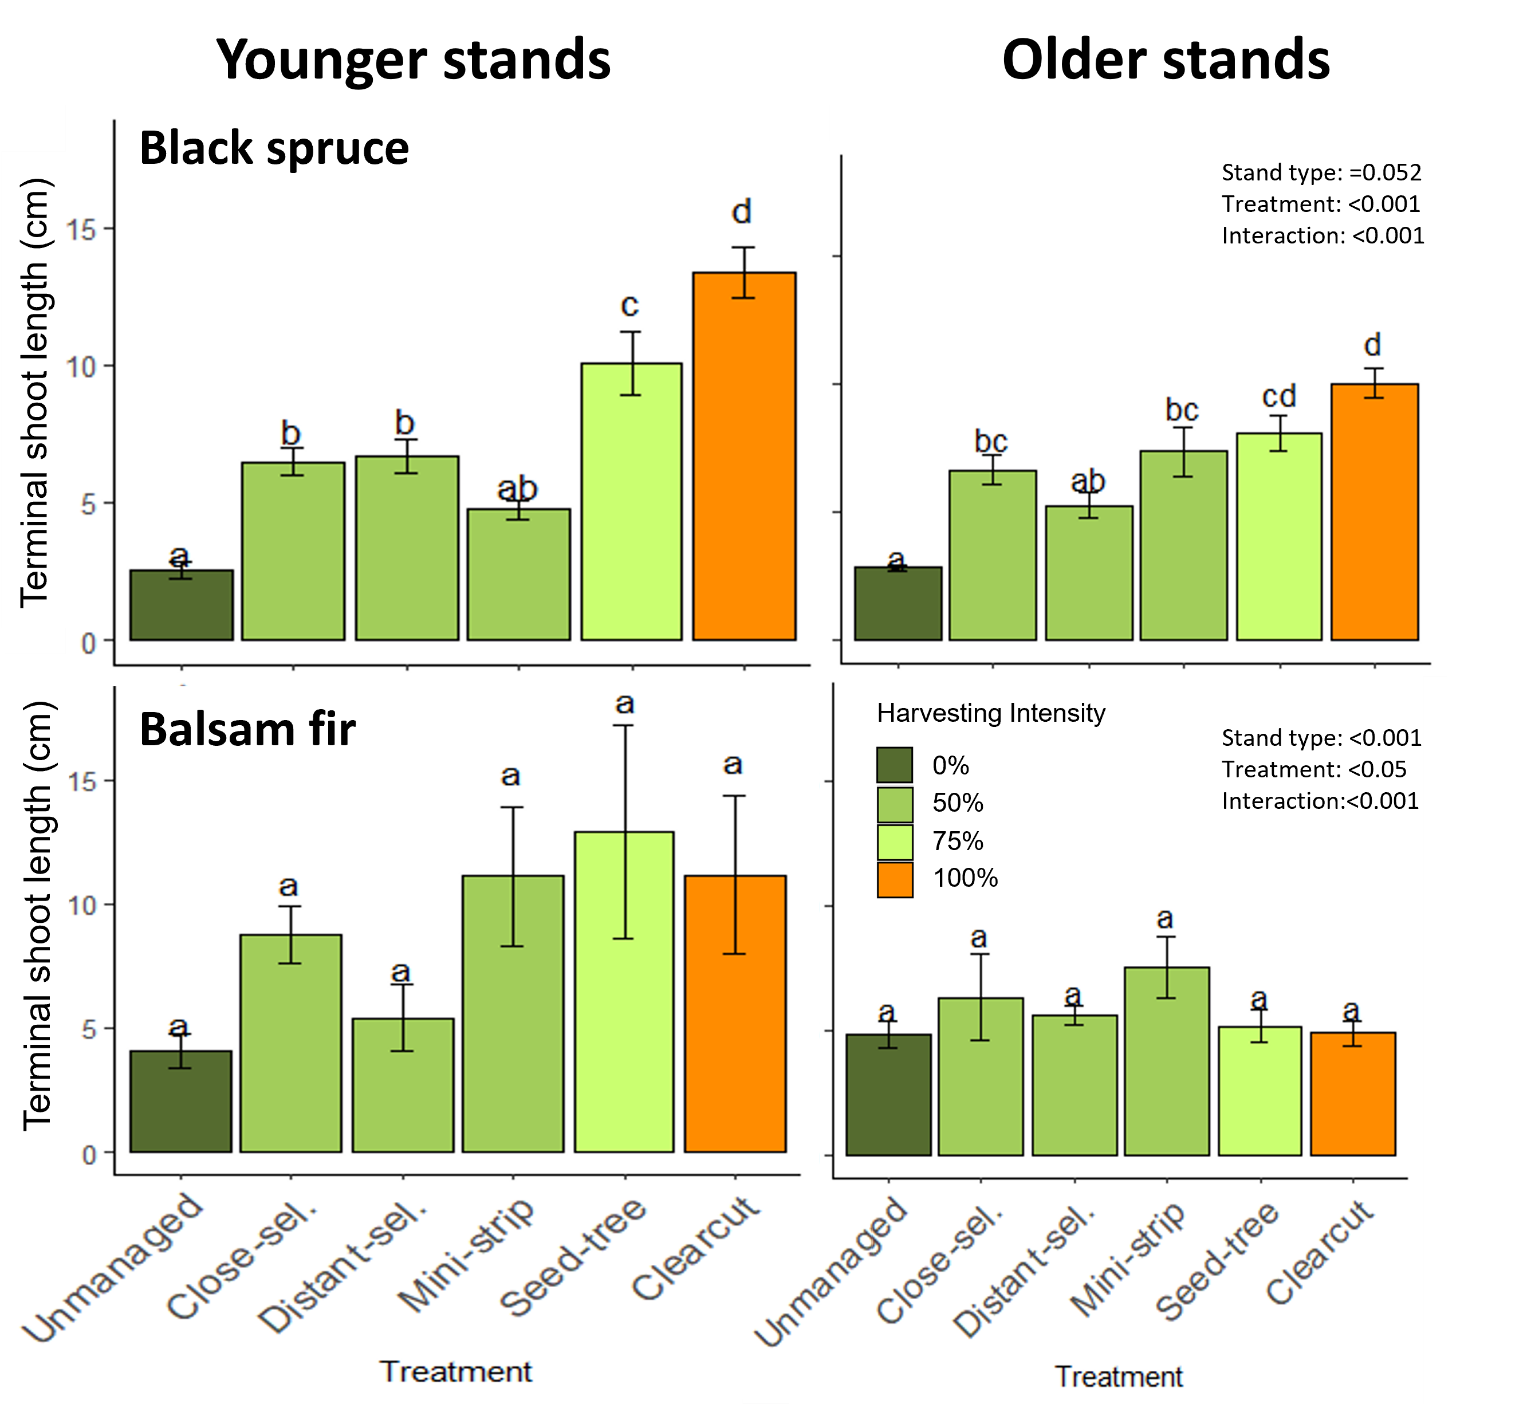 Younger stands
Older stands
Black spruce
Stand type: =0.052
Treatment: <0.001
Interaction: <0.001
Terminal shoot length (cm)
15
10
5
0
a
b
b
ab
c
d
a
bc
ab
bc
cd
d
Balsam fir
Harvesting Intensity
0%
50%
75%
100%
Stand type: <0.001
Treatment: <0.05
Interaction:<0.001
Terminal shoot length (cm)
15
10
5
0
a
a
a
a
a
a
a
a
a
a
a
a
Unmanaged
Close-sel.
Distant-sel.
Mini-strip
Seed-tree
Clearcut
Unmanaged
Close-sel.
Distant-sel.
Mini-strip
Seed-tree
Clearcut
Treatment
Treatment